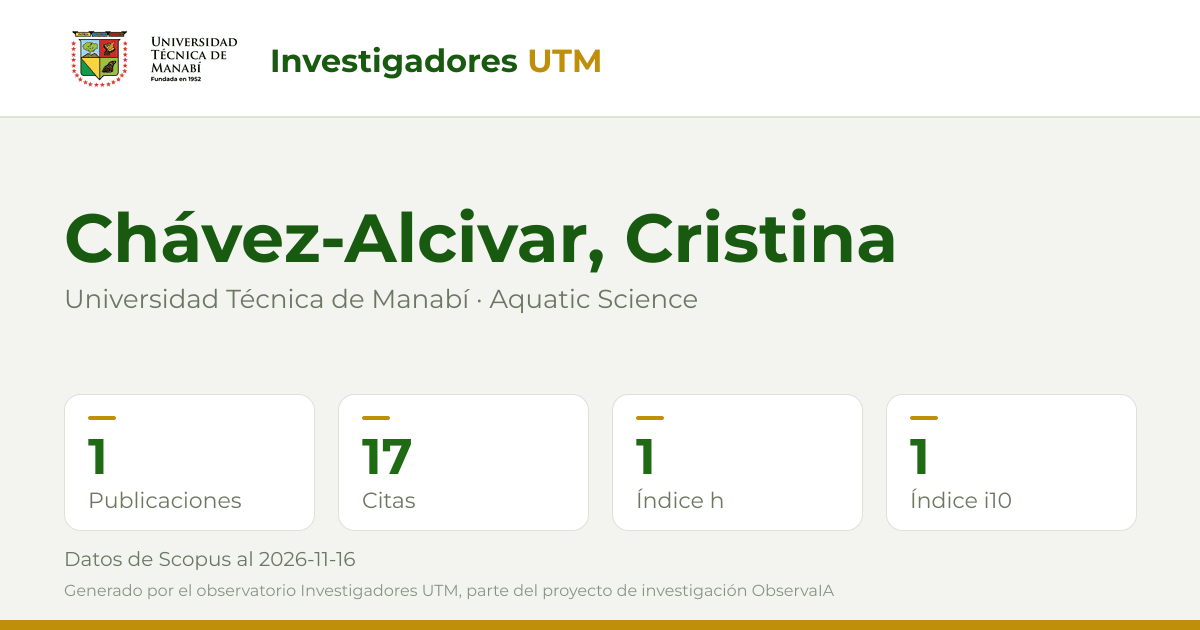 UNIVERSIDAD
TÉCNICA DE
MANABÍ
Fundada en 1952
Investigadores UTM
Chávez-Alcivar, Cristina
Universidad Técnica de Manabí · Aquatic Science
1
Publicaciones
17
Citas
1
Índice h
1
Índice i10
Datos de Scopus al 2026-11-16
Generado por el observatorio Investigadores UTM, parte del proyecto de investigación ObservaIA